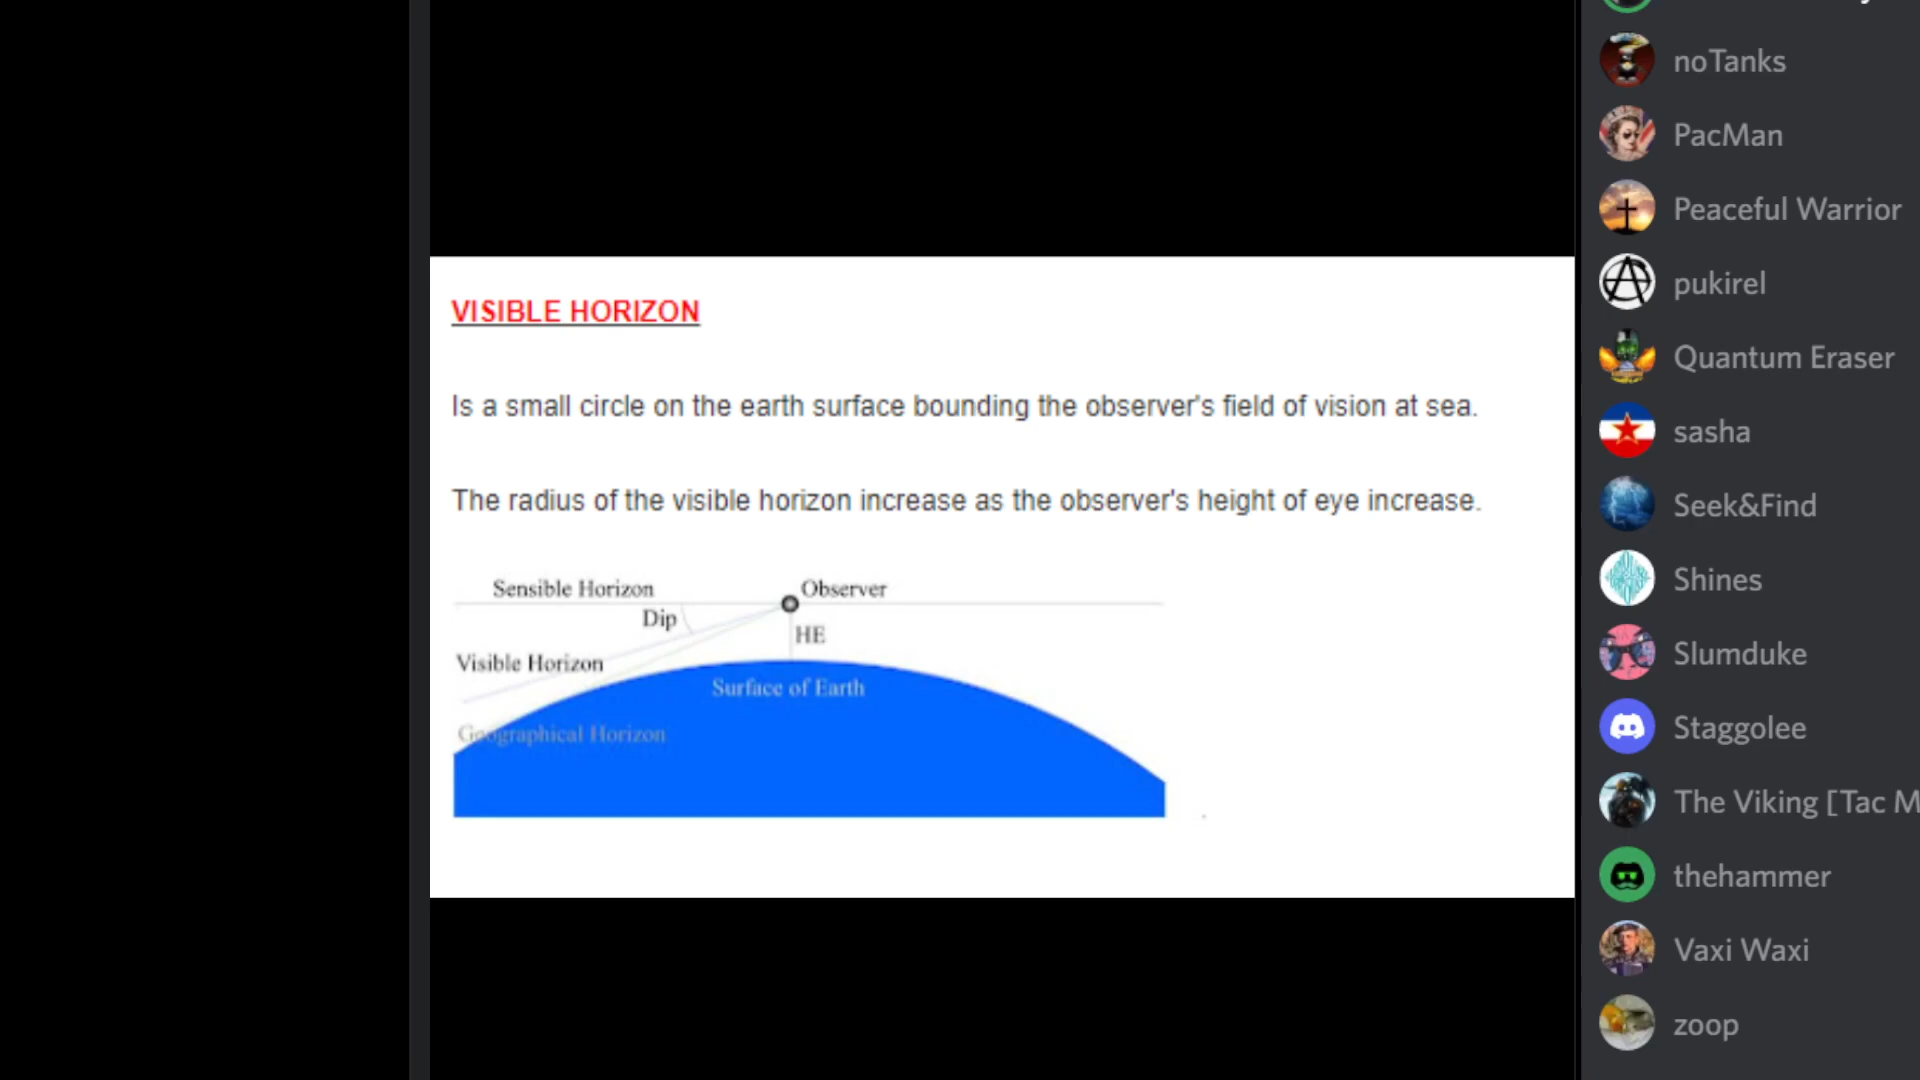 VISIBLE HORIZON
Is a small circle on the earth surface bounding the observer's field of vision at sea.
The radius of the visible horizon increase as the observer's height of eye increase.
Sensible Horizon
Observer
Dip
HE
Visible Horizon
Surface of Earth
Geographical Horizon
noTanks
PacMan
Peaceful Warrior
pukirel
Quantum Eraser
sasha
Seek&Find
Shines
Slumduke
Staggolee
The Viking [Tac M
thehammer
Vaxi Waxi
zoop